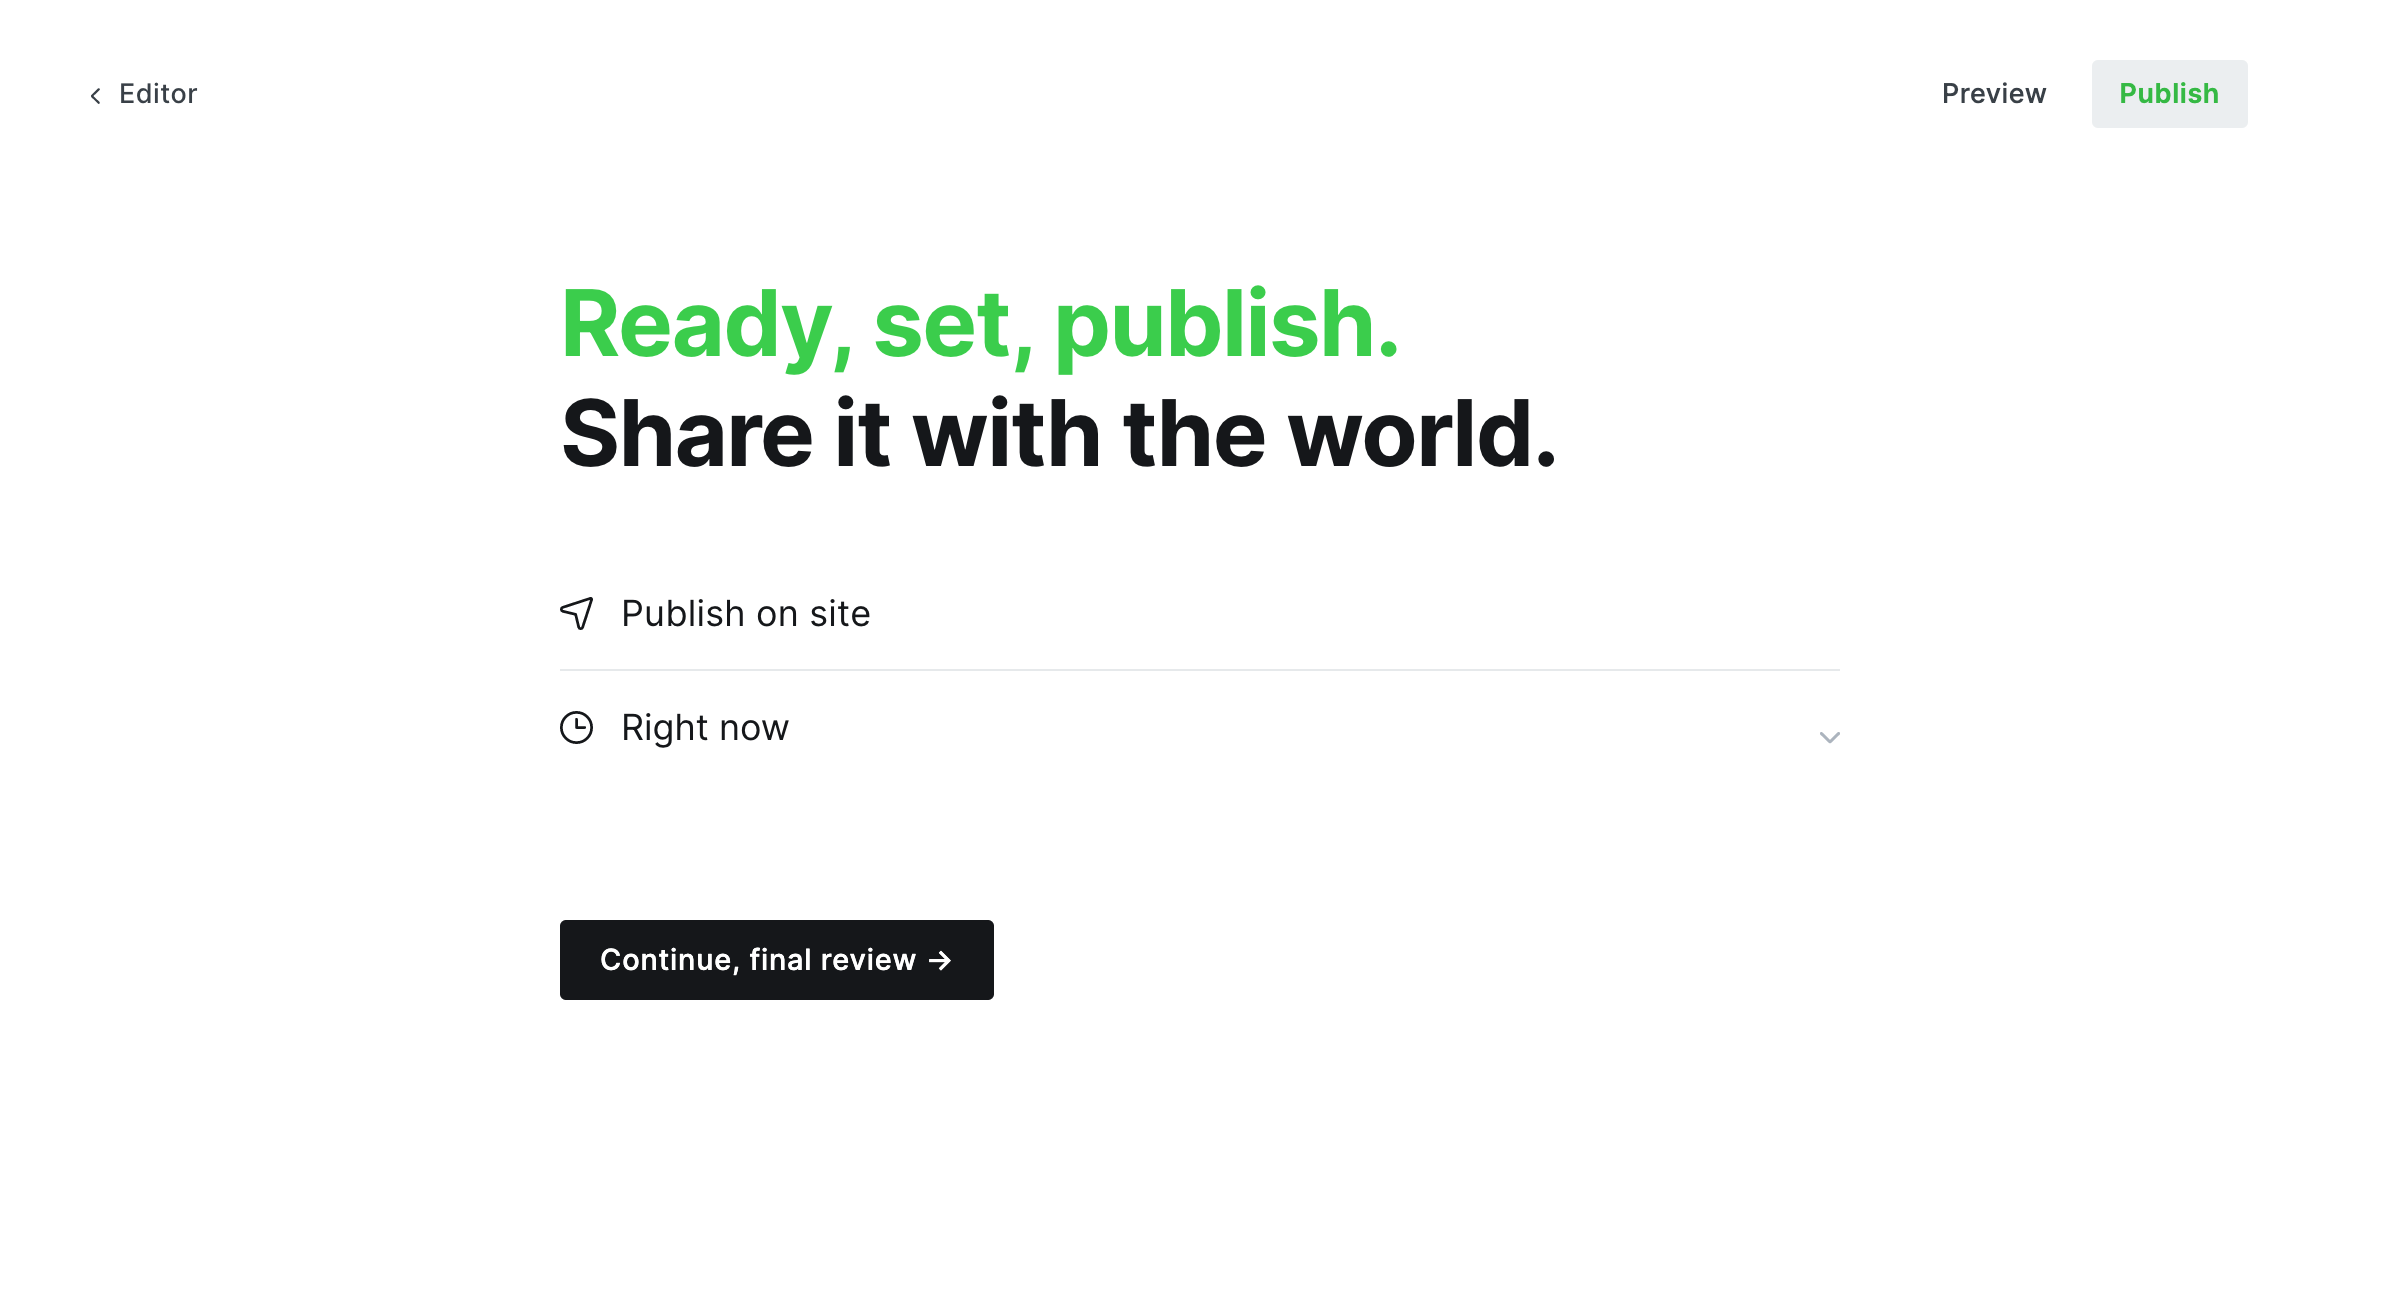 Editor
Preview
Publish
Ready, set, publish.
Share it with the world.
Publish on site
Right now
Continue, final review →